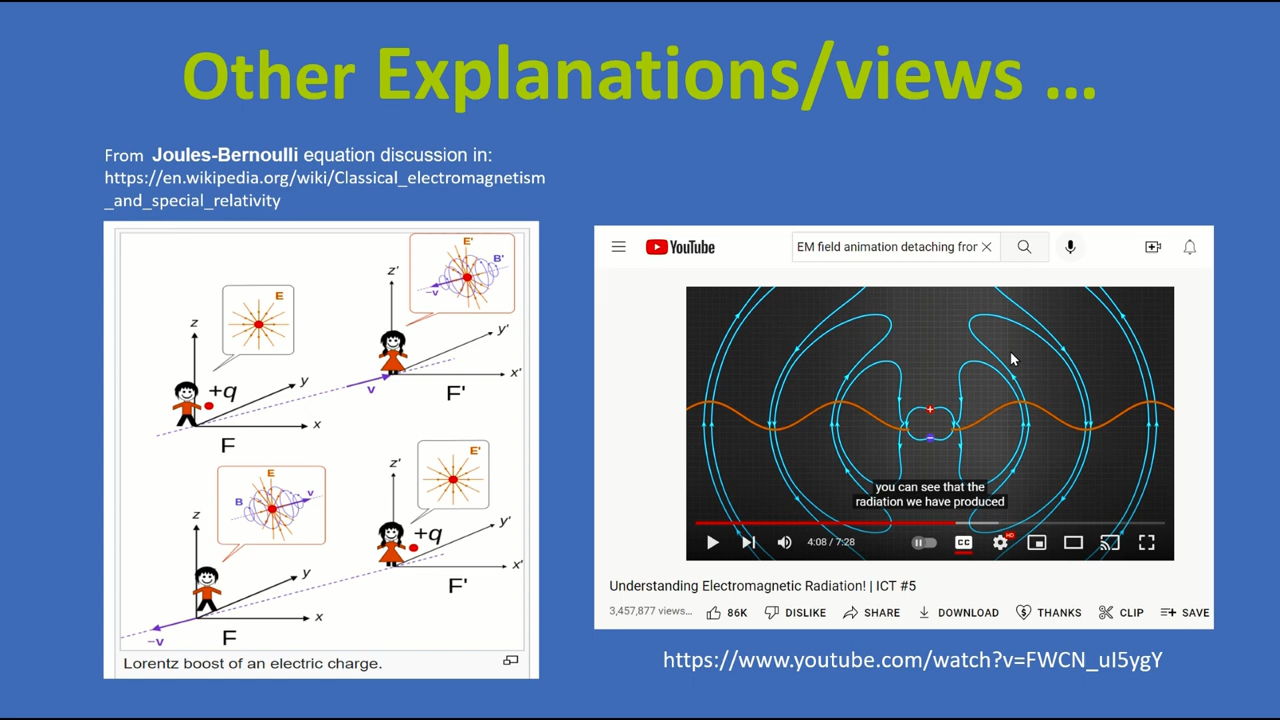 Other Explanations/views ...
From Joules-Bernoulli equation discussion in:
https://en.wikipedia.org/wiki/Classical_electromagnetism
_and_special_relativity
E
z
+q
y
x
F
E'
B'
−v
z'
y'
x'
v
F'
E
B
v
z
y
x
−v
F
E'
z'
+q
y'
x'
F'
Lorentz boost of an electric charge.
YouTube
EM field animation detaching fror
+
−
you can see that the
radiation we have produced
4:08 / 7:28
CC
HD
Understanding Electromagnetic Radiation! | ICT #5
3,457,877 views...
86K
DISLIKE
SHARE
DOWNLOAD
THANKS
CLIP
SAVE
https://www.youtube.com/watch?v=FWCN_uI5ygY